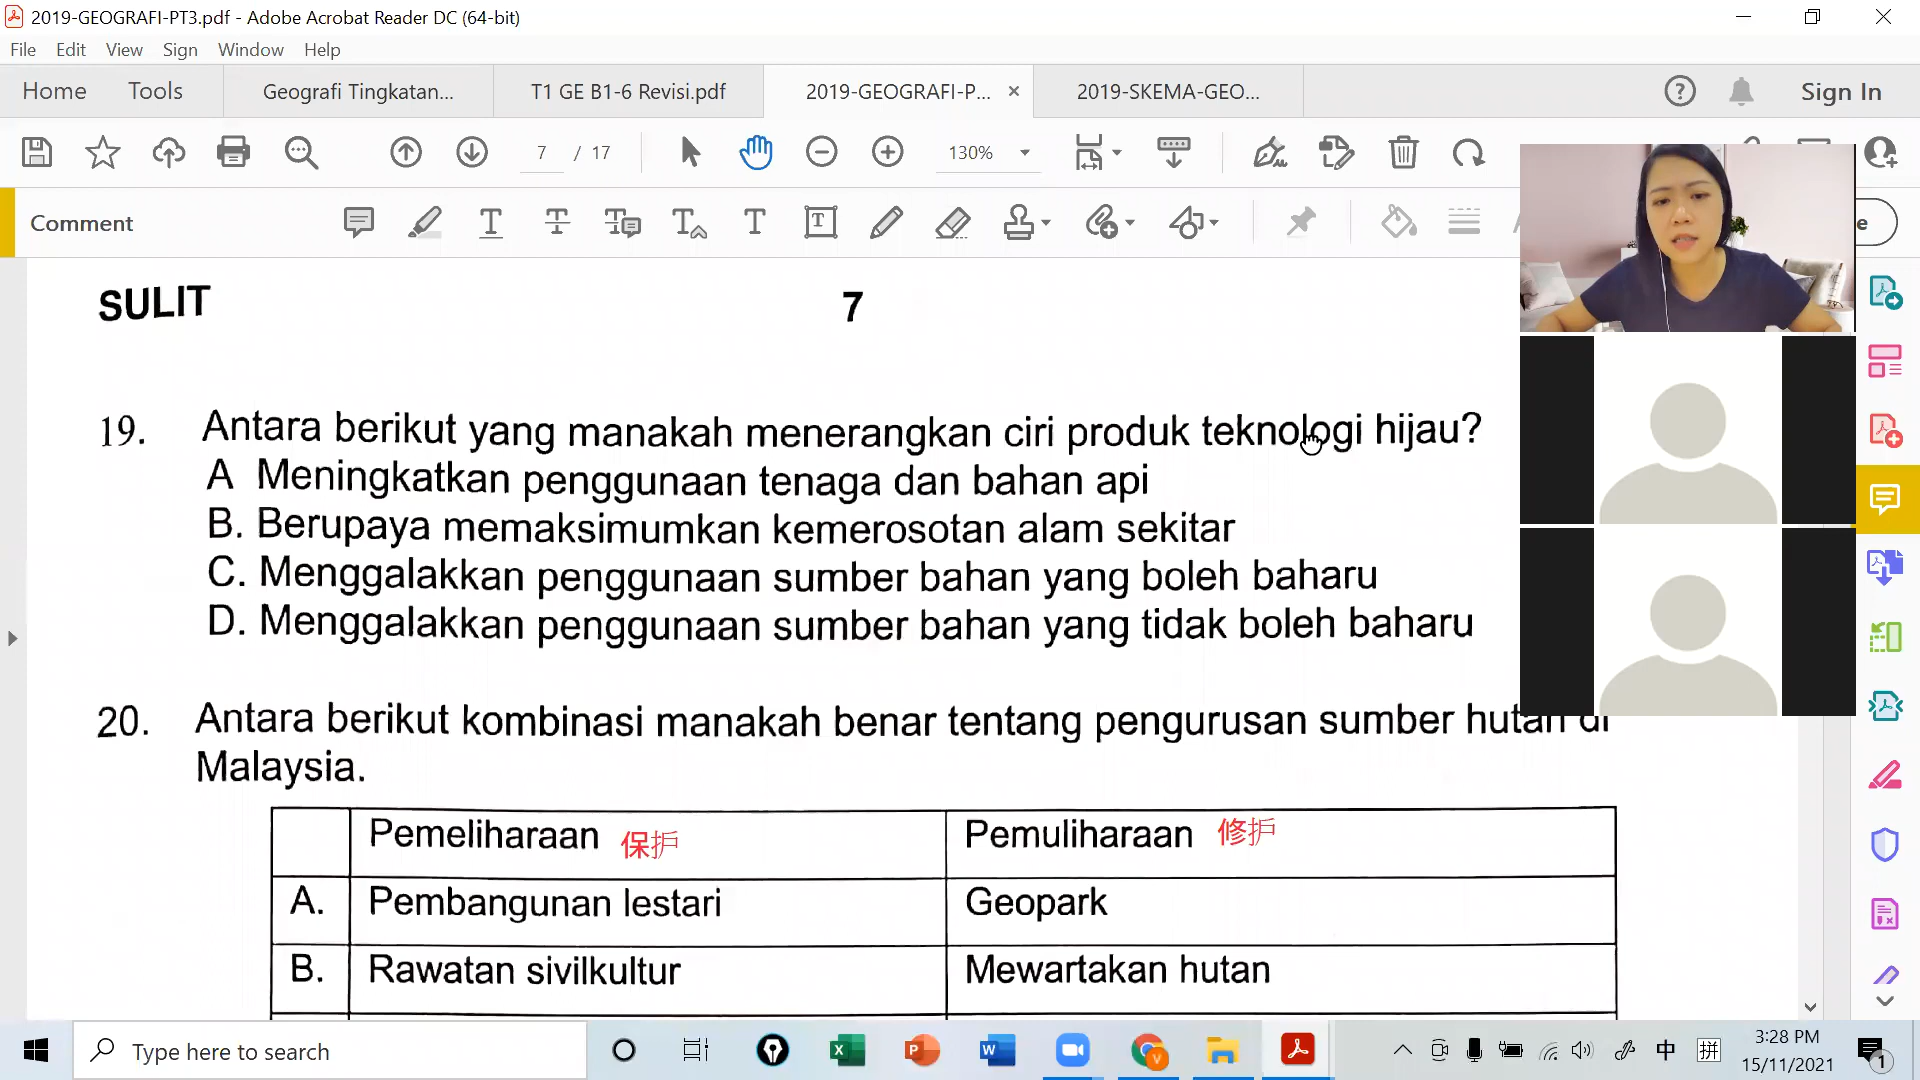 2019-GEOGRAFI-PT3.pdf - Adobe Acrobat Reader DC (64-bit)
File Edit View Sign Window Help
Home Tools Geografi Tingkatan... T1 GE B1-6 Revisi.pdf 2019-GEOGRAFI-P... × 2019-SKEMA-GEO... Sign In
7 / 17 130%
Comment
SULIT 7
19. Antara berikut yang manakah menerangkan ciri produk teknologi hijau?
A Meningkatkan penggunaan tenaga dan bahan api
B. Berupaya memaksimumkan kemerosotan alam sekitar
C. Menggalakkan penggunaan sumber bahan yang boleh baharu
D. Menggalakkan penggunaan sumber bahan yang tidak boleh baharu
20. Antara berikut kombinasi manakah benar tentang pengurusan sumber hutan di
Malaysia.
Pemeliharaan 保护 Pemuliharaan 修护
A. Pembangunan lestari Geopark
B. Rawatan sivilkultur Mewartakan hutan
Type here to search
中 拼 3:28 PM
15/11/2021 1